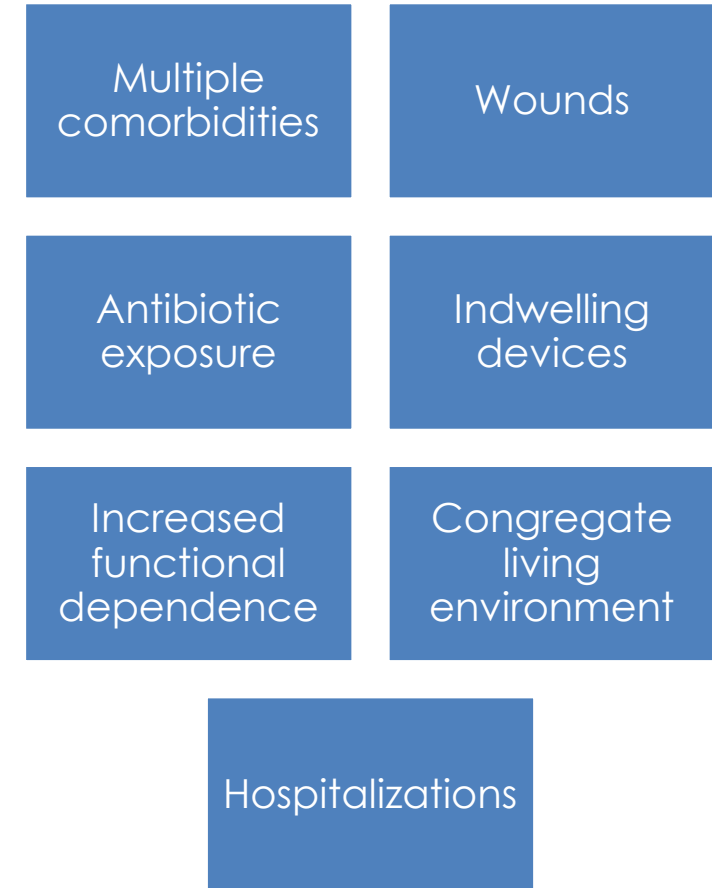 Multiple
comorbidities
Wounds
Antibiotic
exposure
Indwelling
devices
Increased
functional
dependence
Congregate
living
environment
Hospitalizations